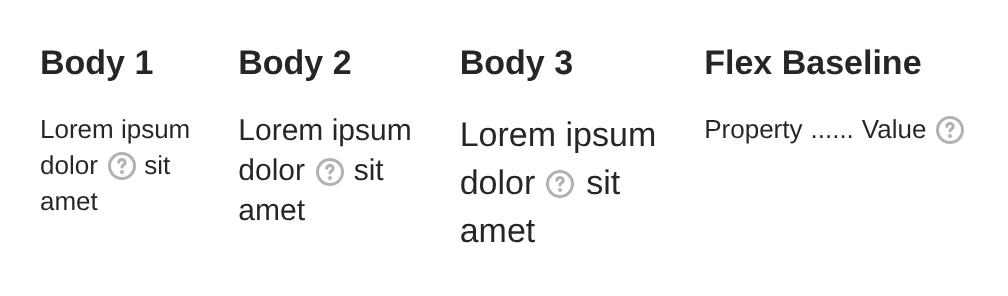 Body 1
Lorem ipsum
dolor ? sit
amet
Body 2
Lorem ipsum
dolor ? sit
amet
Body 3
Lorem ipsum
dolor ? sit
amet
Flex Baseline
Property ...... Value ?